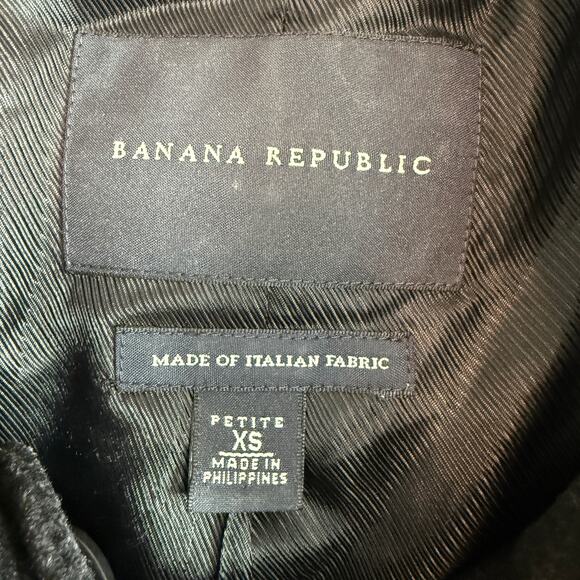 BANANA REPUBLIC
MADE OF ITALIAN FABRIC
PETITE
XS
MADE IN
PHILIPPINES